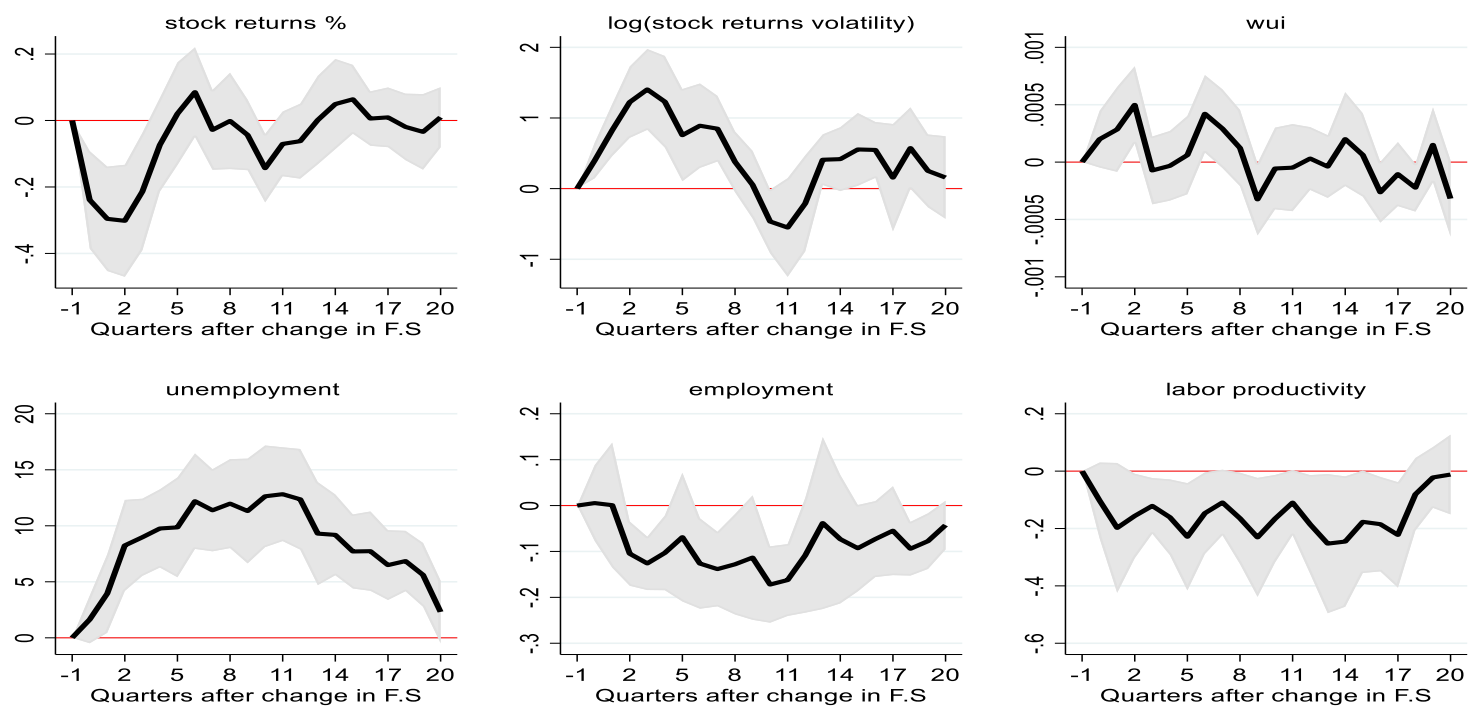 stock returns %
.2
0
-.2
-.4
-1 2 5 8 11 14 17 20
Quarters after change in F.S
log(stock returns volatility)
2
1
0
-1
-1 2 5 8 11 14 17 20
Quarters after change in F.S
wui
.001
.0005
0
-.0005
-.001
-1 2 5 8 11 14 17 20
Quarters after change in F.S
unemployment
20
15
10
5
0
-1 2 5 8 11 14 17 20
Quarters after change in F.S
employment
.2
.1
0
-.1
-.2
-.3
-1 2 5 8 11 14 17 20
Quarters after change in F.S
labor productivity
.2
0
-.2
-.4
-.6
-1 2 5 8 11 14 17 20
Quarters after change in F.S